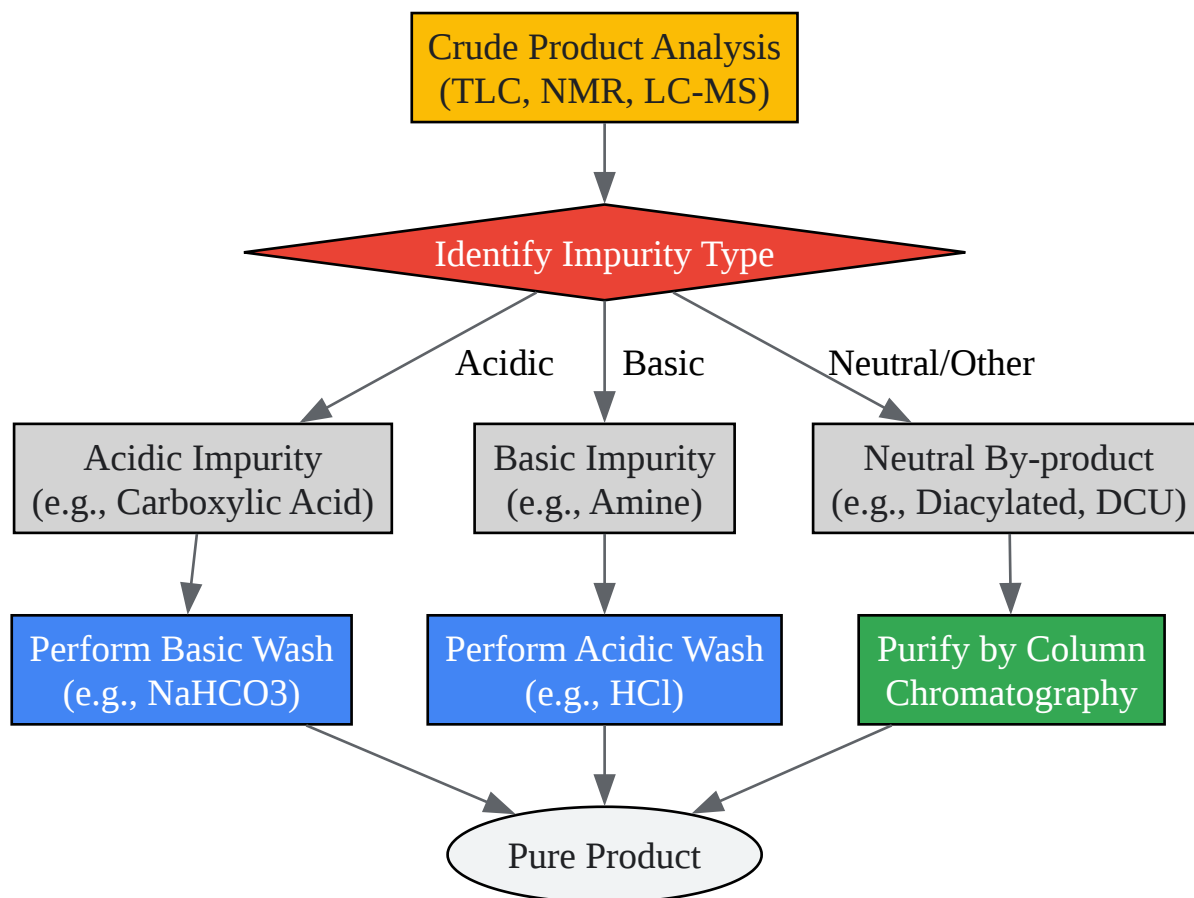 Crude Product Analysis
(TLC, NMR, LC-MS)
Identify Impurity Type
Acidic
Basic
Neutral/Other
Acidic Impurity
(e.g., Carboxylic Acid)
Basic Impurity
(e.g., Amine)
Neutral By-product
(e.g., Diacylated, DCU)
Perform Basic Wash
(e.g., NaHCO3)
Perform Acidic Wash
(e.g., HCl)
Purify by Column
Chromatography
Pure Product